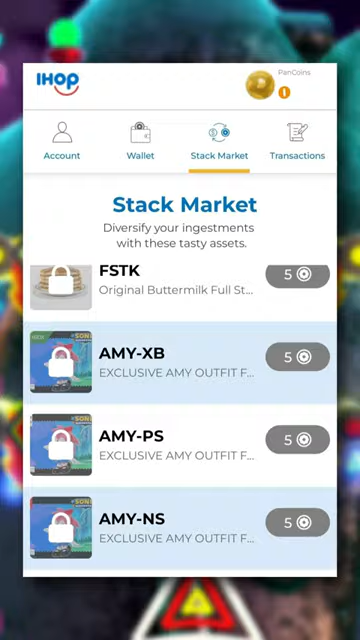 IHOP
PanCoins
0
Account
Wallet
Stack Market
Transactions
Stack Market
Diversify your ingestments
with these tasty assets.
FSTK
Original Buttermilk Full St...
5
NEW
AMY-XB
EXCLUSIVE AMY OUTFIT F...
5
AMY-PS
EXCLUSIVE AMY OUTFIT F...
5
AMY-NS
EXCLUSIVE AMY OUTFIT F...
5